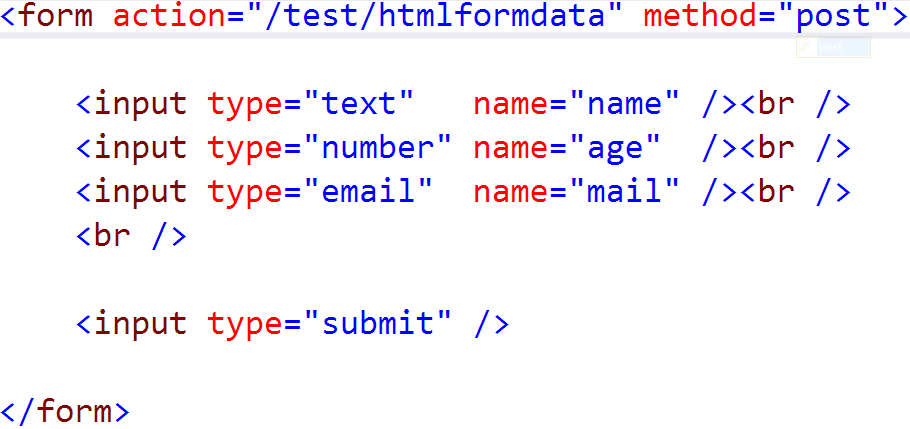 <form action="/test/htmlformdata" method="post">
post
<input type="text"   name="name" /><br />
<input type="number" name="age"  /><br />
<input type="email"  name="mail" /><br />
<br />
<input type="submit" />
</form>